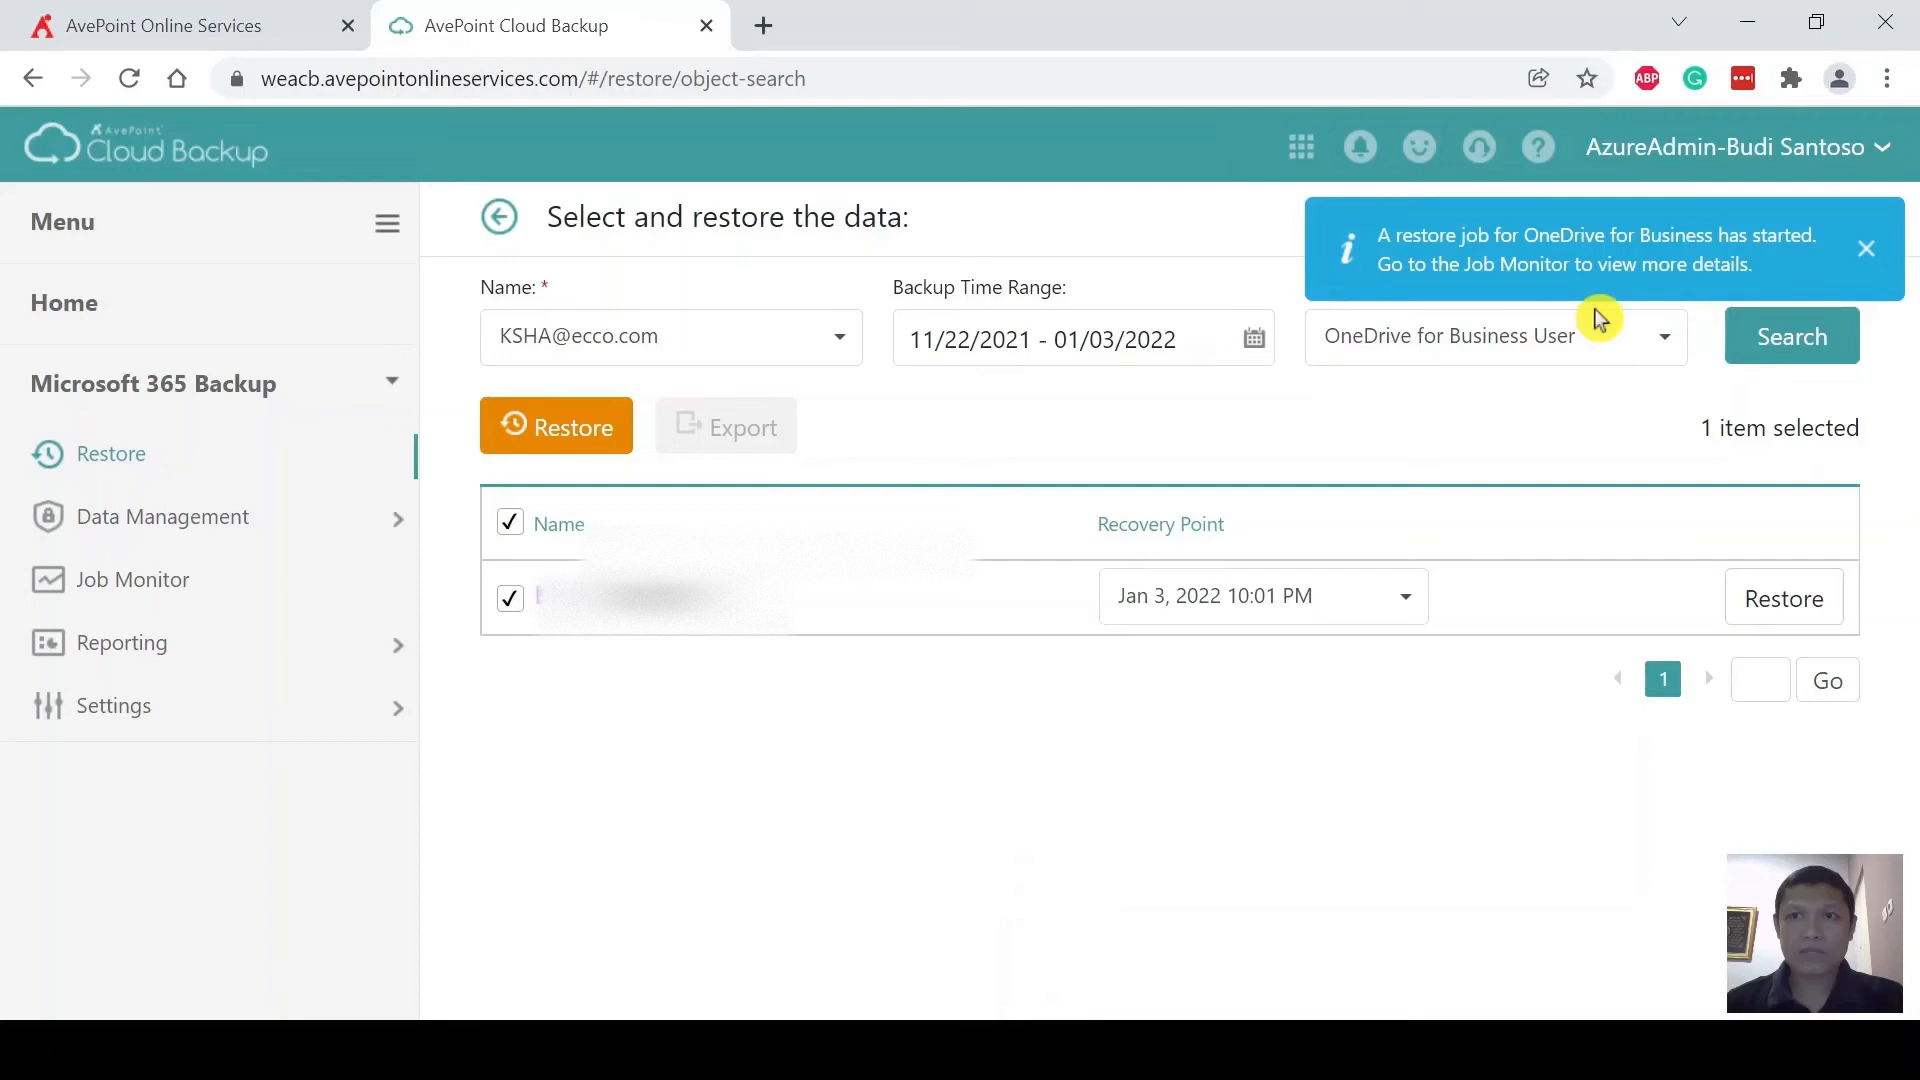 AvePoint Online Services
AvePoint Cloud Backup
weacb.avepointonlineservices.com/#/restore/object-search
ABP
AvePoint
Cloud Backup
AzureAdmin-Budi Santoso
Menu
Select and restore the data:
A restore job for OneDrive for Business has started.
Go to the Job Monitor to view more details.
Home
Name: *
Backup Time Range:
KSHA@ecco.com
11/22/2021 - 01/03/2022
OneDrive for Business User
Search
Microsoft 365 Backup
Restore
Export
1 item selected
Restore
Data Management
Name
Recovery Point
Job Monitor
Jan 3, 2022 10:01 PM
Restore
Reporting
1
Go
Settings